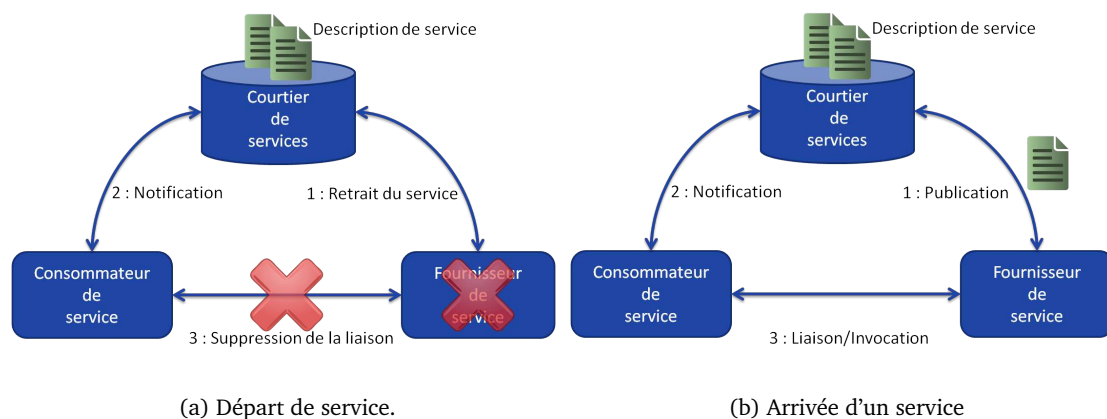 Description de service
Courtier
de
services
2 : Notification
1 : Retrait du service
Consommateur
de
service
Fournisseur
de
service
3 : Suppression de la liaison
(a) Départ de service.
Description de service
Courtier
de
services
2 : Notification
1 : Publication
Consommateur
de
service
Fournisseur
de
service
3 : Liaison/Invocation
(b) Arrivée d'un service